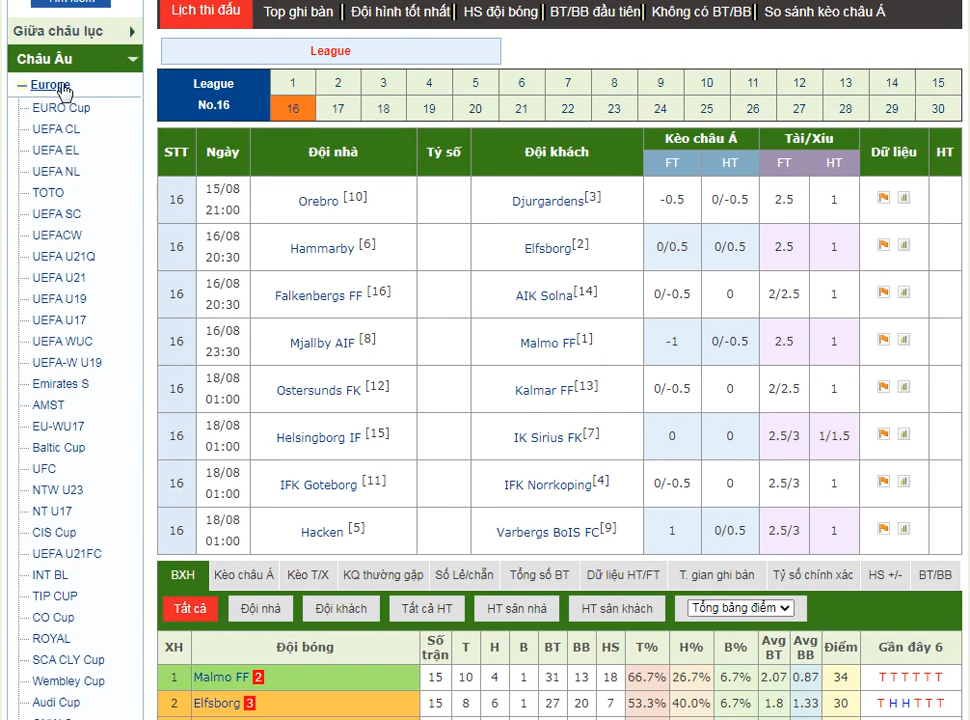 Tìm kiếm
Giữa châu lục
Châu Âu
Europe
EURO Cup
UEFA CL
UEFA EL
UEFA NL
TOTO
UEFA SC
UEFACW
UEFA U21Q
UEFA U21
UEFA U19
UEFA U17
UEFA WUC
UEFA-W U19
Emirates S
AMST
EU-WU17
Baltic Cup
UFC
NTW U23
NT U17
CIS Cup
UEFA U21FC
INT BL
TIP CUP
CO Cup
ROYAL
SCA CLY Cup
Wembley Cup
Audi Cup
Lịch thi đấu Top ghi bàn Đội hình tốt nhất HS đội bóng BT/BB đầu tiên Không có BT/BB So sánh kèo châu Á
League
League 1 2 3 4 5 6 7 8 9 10 11 12 13 14 15
No.16 16 17 18 19 20 21 22 23 24 25 26 27 28 29 30
STT Ngày Đội nhà Tỷ số Đội khách Kèo châu Á Tài/Xiu Dữ liệu HT
FT HT FT HT
16 15/08 21:00 Orebro [10] Djurgardens[3] -0.5 0/-0.5 2.5 1
16 16/08 20:30 Hammarby [6] Elfsborg[2] 0/0.5 0/0.5 2.5 1
16 16/08 20:30 Falkenbergs FF [16] AIK Solna[14] 0/-0.5 0 2/2.5 1
16 16/08 23:30 Mjallby AIF [8] Malmo FF[1] -1 0/-0.5 2.5 1
16 18/08 01:00 Ostersunds FK [12] Kalmar FF[13] 0/-0.5 0 2/2.5 1
16 18/08 01:00 Helsingborg IF [15] IK Sirius FK[7] 0 0 2.5/3 1/1.5
16 18/08 01:00 IFK Goteborg [11] IFK Norrkoping[4] 0/-0.5 0 2.5/3 1
16 18/08 01:00 Hacken [5] Varbergs BoIS FC[9] 1 0/0.5 2.5/3 1
BXH Kèo châu Á Kèo T/X KQ thường gặp Số Lẻ/chẵn Tổng số BT Dữ liệu HT/FT T. gian ghi bàn Tỷ số chính xác HS +/- BT/BB
Tất cả Đội nhà Đội khách Tất cả HT HT sân nhà HT sân khách Tổng bảng điểm
XH Đội bóng Số trận T H B BT BB HS T% H% B% Avg BT Avg BB Điểm Gần đây 6
1 Malmo FF 2 15 10 4 1 31 13 18 66.7% 26.7% 6.7% 2.07 0.87 34 T T T T T T
2 Elfsborg 3 15 8 6 1 27 20 7 53.3% 40.0% 6.7% 1.8 1.33 30 T H H T T T